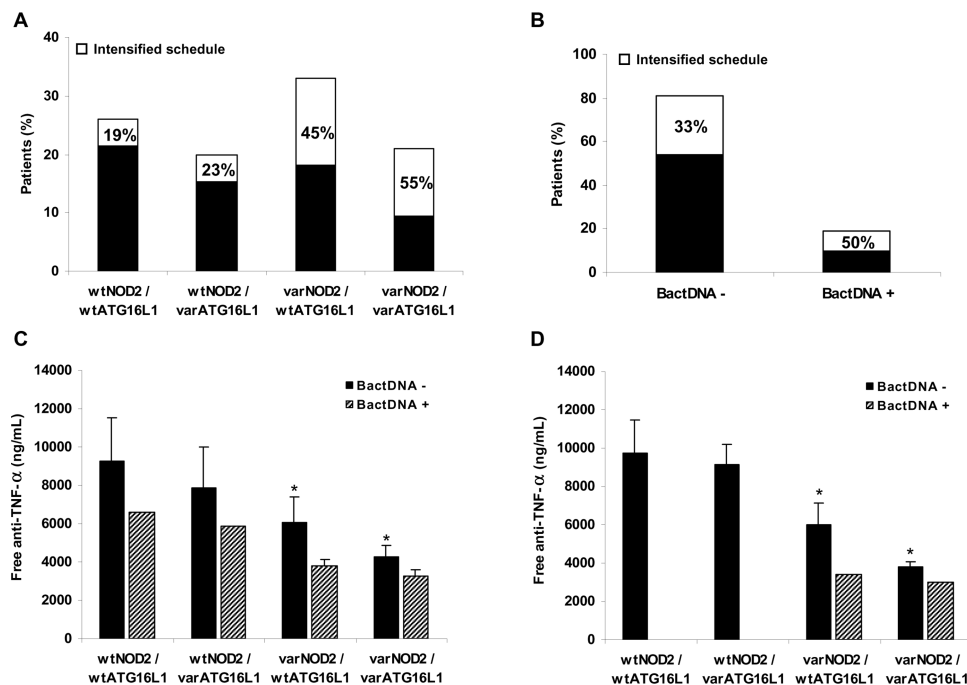 A
Intensified schedule
Patients (%)
40
30
20
10
0
19%
23%
45%
55%
wtNOD2 /
wtATG16L1
wtNOD2 /
varATG16L1
varNOD2 /
wtATG16L1
varNOD2 /
varATG16L1
B
Intensified schedule
Patients (%)
100
80
60
40
20
0
33%
50%
BactDNA -
BactDNA +
C
BactDNA -
BactDNA +
Free anti-TNF-α (ng/mL)
14000
12000
10000
8000
6000
4000
2000
0
*
*
wtNOD2 /
wtATG16L1
wtNOD2 /
varATG16L1
varNOD2 /
wtATG16L1
varNOD2 /
varATG16L1
D
BactDNA -
BactDNA +
Free anti-TNF-α (ng/mL)
14000
12000
10000
8000
6000
4000
2000
0
*
*
wtNOD2 /
wtATG16L1
wtNOD2 /
varATG16L1
varNOD2 /
wtATG16L1
varNOD2 /
varATG16L1